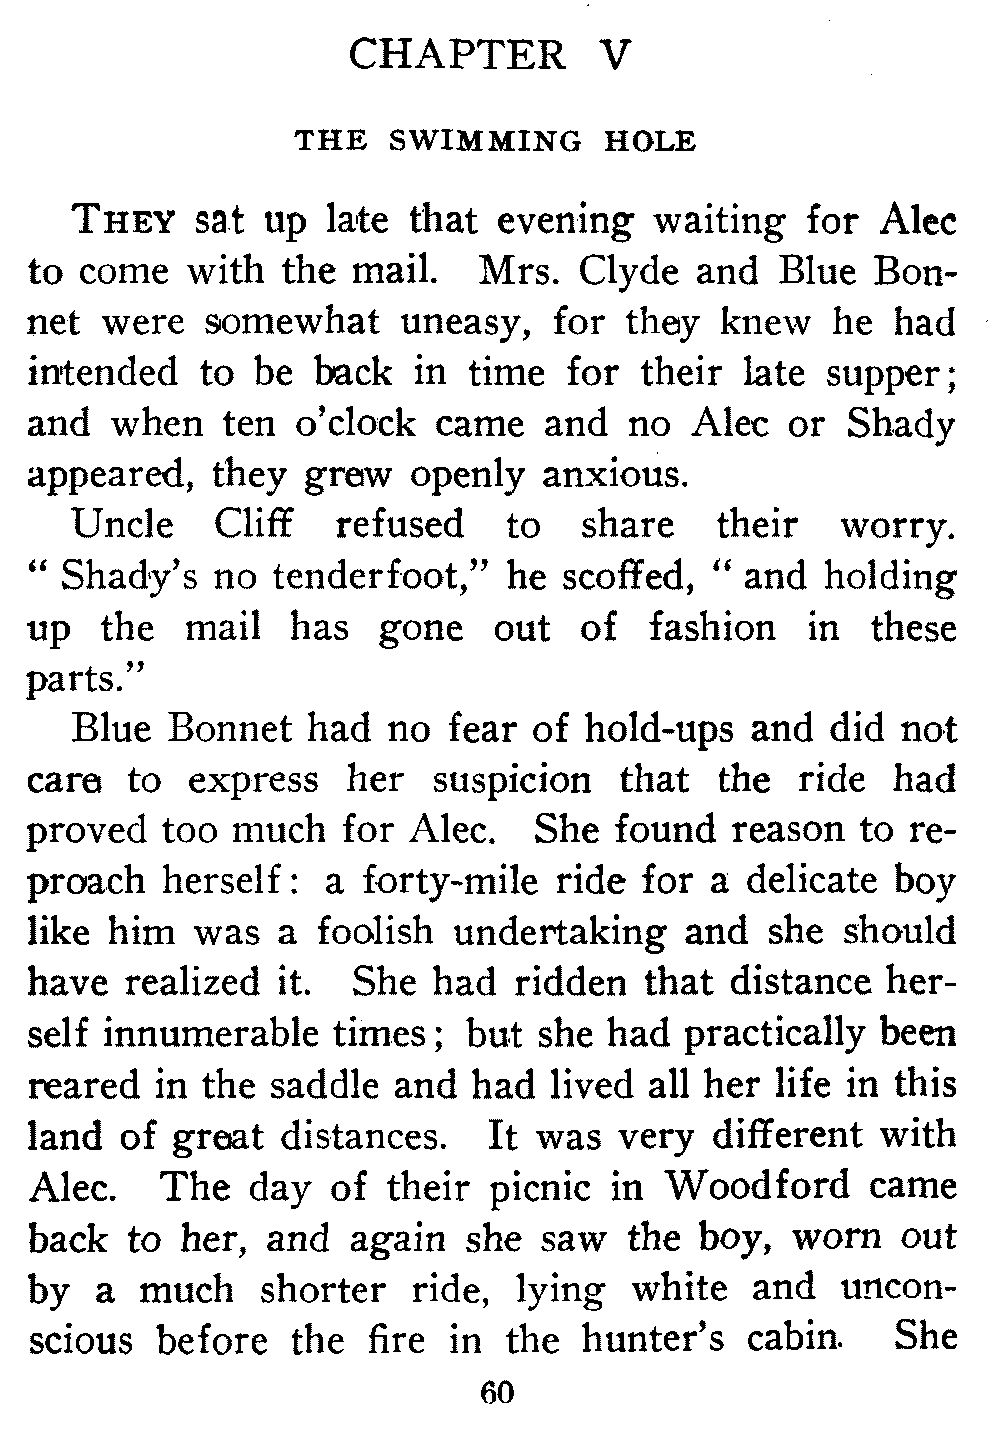 CHAPTER V
THE SWIMMING HOLE
THEY sat up late that evening waiting for Alec
to come with the mail. Mrs. Clyde and Blue Bon-
net were somewhat uneasy, for they knew he had
intended to be back in time for their late supper;
and when ten o'clock came and no Alec or Shady
appeared, they grew openly anxious.
Uncle Cliff refused to share their worry.
" Shady's no tenderfoot," he scoffed, " and holding
up the mail has gone out of fashion in these
parts."
Blue Bonnet had no fear of hold-ups and did not
care to express her suspicion that the ride had
proved too much for Alec. She found reason to re-
proach herself: a forty-mile ride for a delicate boy
like him was a foolish undertaking and she should
have realized it. She had ridden that distance her-
self innumerable times; but she had practically been
reared in the saddle and had lived all her life in this
land of great distances. It was very different with
Alec. The day of their picnic in Woodford came
back to her, and again she saw the boy, worn out
by a much shorter ride, lying white and uncon-
scious before the fire in the hunter's cabin. She
60